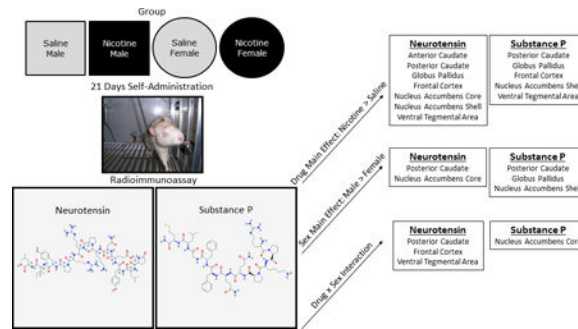 Group
Saline
Male
Nicotine
Male
Saline
Female
Nicotine
Female
21 Days Self-Administration
Radioimmunoassay
Neurotensin
Substance P
Drug Main Effect: Nicotine > Saline
Neurotensin
Anterior Caudate
Posterior Caudate
Globus Pallidus
Frontal Cortex
Nucleus Accumbens Core
Nucleus Accumbens Shell
Ventral Tegmental Area
Substance P
Posterior Caudate
Globus Pallidus
Frontal Cortex
Nucleus Accumbens Shel
Ventral Tegmental Area
Sex Main Effect: Male > Female
Neurotensin
Posterior Caudate
Nucleus Accumbens Core
Substance P
Posterior Caudate
Globus Pallidus
Nucleus Accumbens Shel
Drug x Sex Interaction
Neurotensin
Posterior Caudate
Frontal Cortex
Ventral Tegmental Area
Substance P
Nucleus Accumbens Cor